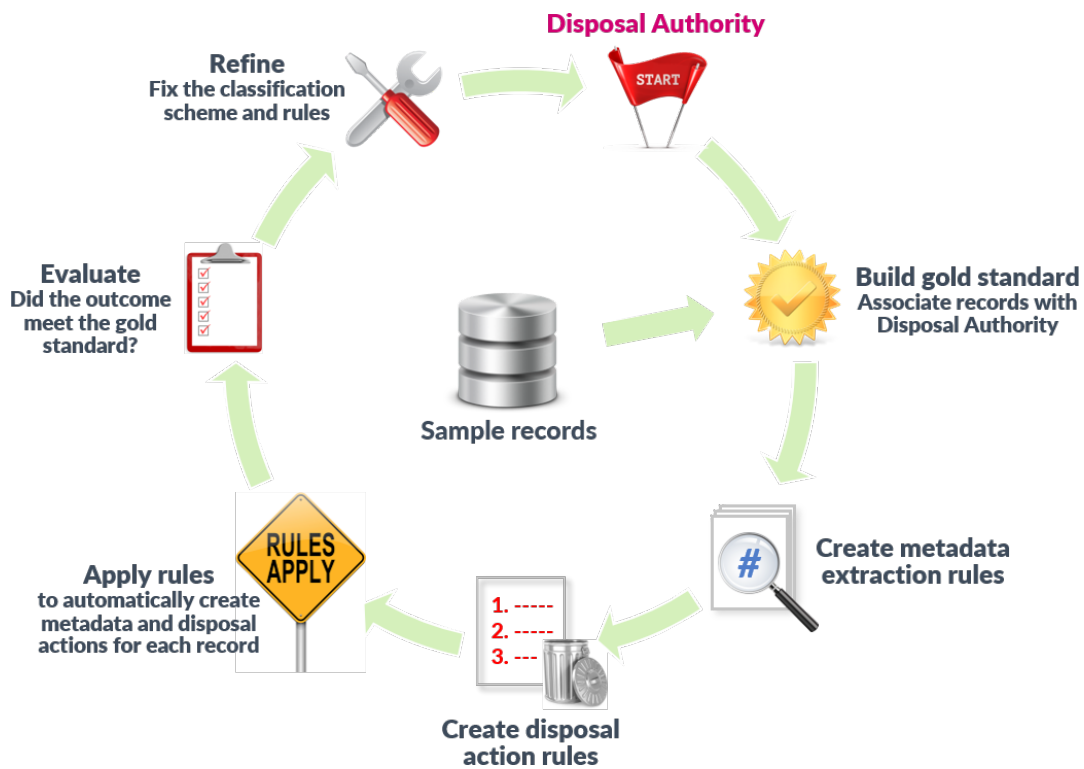 Disposal Authority
START
Build gold standard
Associate records with
Disposal Authority
Sample records
#
Create metadata
extraction rules
1. -----
2. -----
3. ---
Create disposal
action rules
RULES
APPLY
Apply rules
to automatically create
metadata and disposal
actions for each record
Evaluate
Did the outcome
meet the gold
standard?
Refine
Fix the classification
scheme and rules